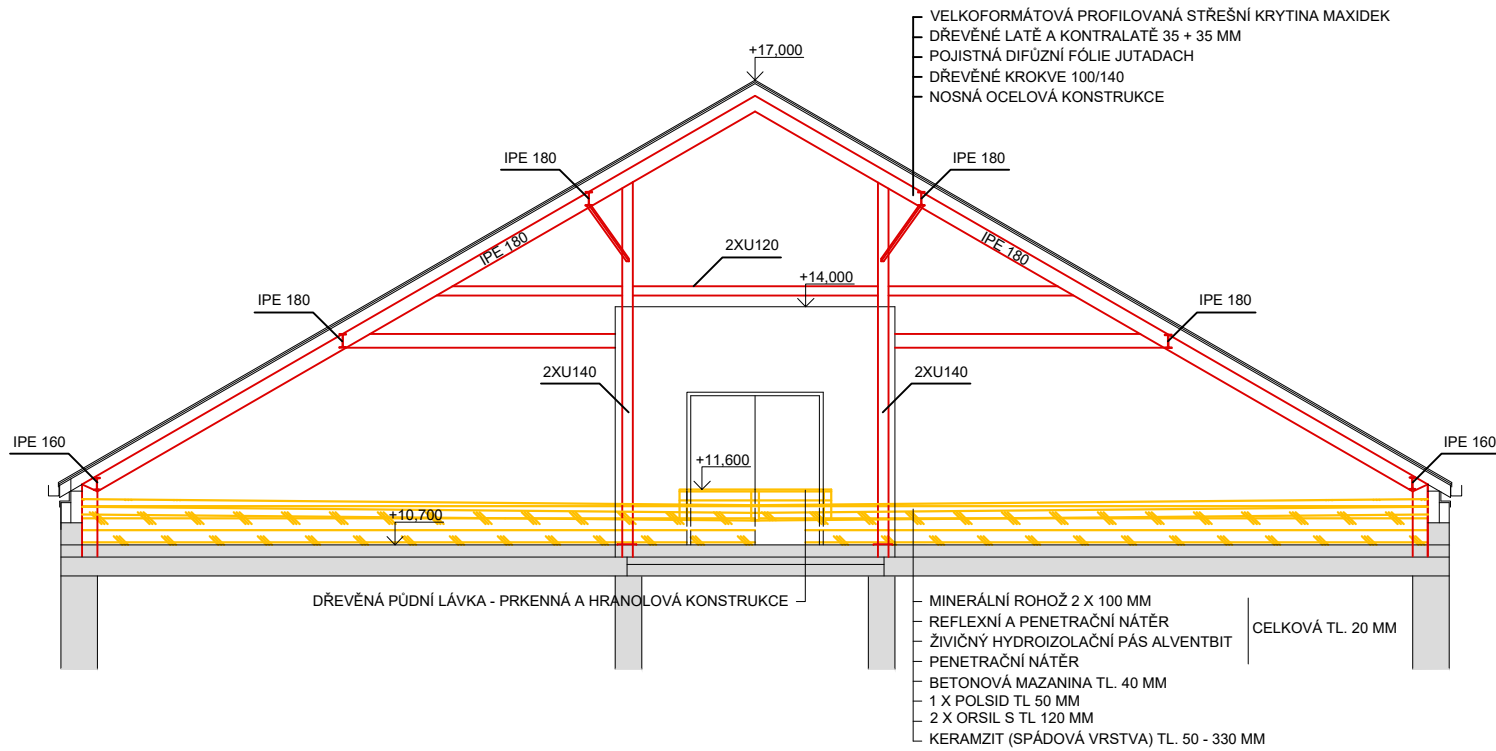 VELKOFORMÁTOVÁ PROFILOVANÁ STŘEŠNÍ KRYTINA MAXIDEK
DŘEVĚNÉ LATĚ A KONTRALATĚ 35 + 35 MM
POJISTNÁ DIFŮZNÍ FÓLIE JUTADACH
DŘEVĚNÉ KROKVE 100/140
NOSNÁ OCELOVÁ KONSTRUKCE
+17,000
IPE 180
IPE 180
IPE 180
IPE 180
2XU120
+14,000
IPE 180
IPE 180
2XU140
2XU140
IPE 160
IPE 160
+11,600
+10,700
DŘEVĚNÁ PŮDNÍ LÁVKA - PRKENNÁ A HRANOLOVÁ KONSTRUKCE
MINERÁLNÍ ROHOŽ 2 X 100 MM
REFLEXNÍ A PENETRAČNÍ NÁTĚR
ŽIVIČNÝ HYDROIZOLAČNÍ PÁS ALVENTBIT
PENETRAČNÍ NÁTĚR
CELKOVÁ TL. 20 MM
BETONOVÁ MAZANINA TL. 40 MM
1 X POLSID TL 50 MM
2 X ORSIL S TL 120 MM
KERAMZIT (SPÁDOVÁ VRSTVA) TL. 50 - 330 MM